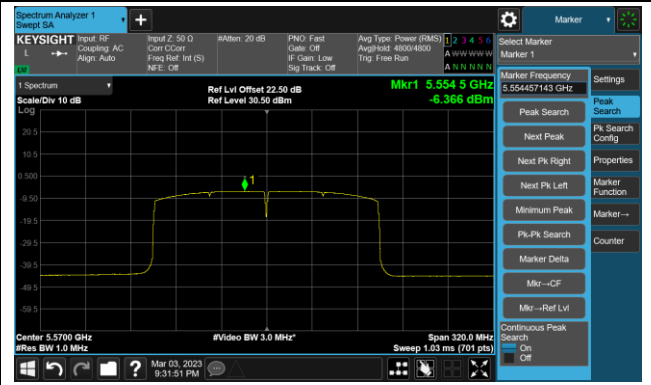 Spectrum Analyzer 1
Swept SA
+
Marker
KEYSIGHT
Input: RF
Coupling: AC
Align: Auto
Input Z: 50 Ω
Corr CCorr
Freq Ref: Int (S)
NFE: Off
#Atten: 20 dB
PNO: Fast
Gate: Off
IF Gain: Low
Sig Track: Off
Avg Type: Power (RMS)
Avg|Hold: 4800/4800
Trig: Free Run
1 2 3 4 5 6
A W W W W W
A N N N N N
L
Select Marker
Marker 1
1 Spectrum
Scale/Div 10 dB
Log
Ref Lvl Offset 22.50 dB
Ref Level 30.50 dBm
Mkr1 5.554 5 GHz
-6.366 dBm
20.5
10.5
0.500
-9.50
-19.5
-29.5
-39.5
-49.5
-59.5
1
Center 5.5700 GHz
#Res BW 1.0 MHz
#Video BW 3.0 MHz*
Span 320.0 MHz
Sweep 1.03 ms (701 pts)
Marker Frequency
5.554457143 GHz
Peak Search
Next Peak
Next Pk Right
Next Pk Left
Minimum Peak
Pk-Pk Search
Marker Delta
Mkr→CF
Mkr→Ref Lvl
Continuous Peak
Search
On
Off
Settings
Peak
Search
Pk Search
Config
Properties
Marker
Function
Marker→
Counter
?
Mar 03, 2023
9:31:51 PM